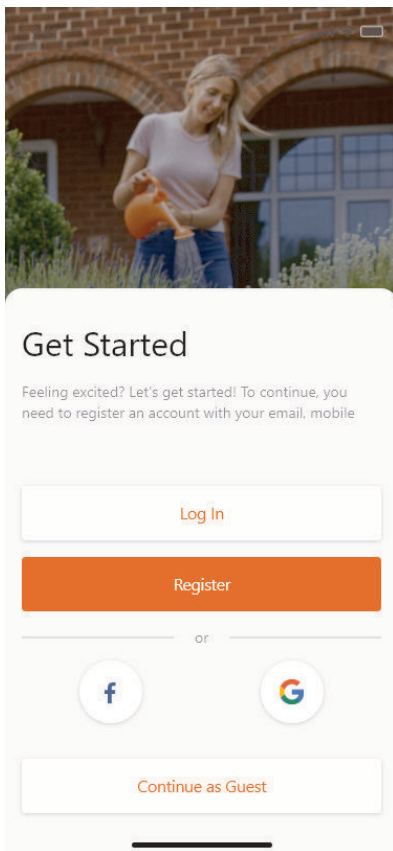 Get Started
Feeling excited? Let's get started! To continue, you
need to register an account with your email, mobile
Log In
Register
or
f
G
Continue as Guest